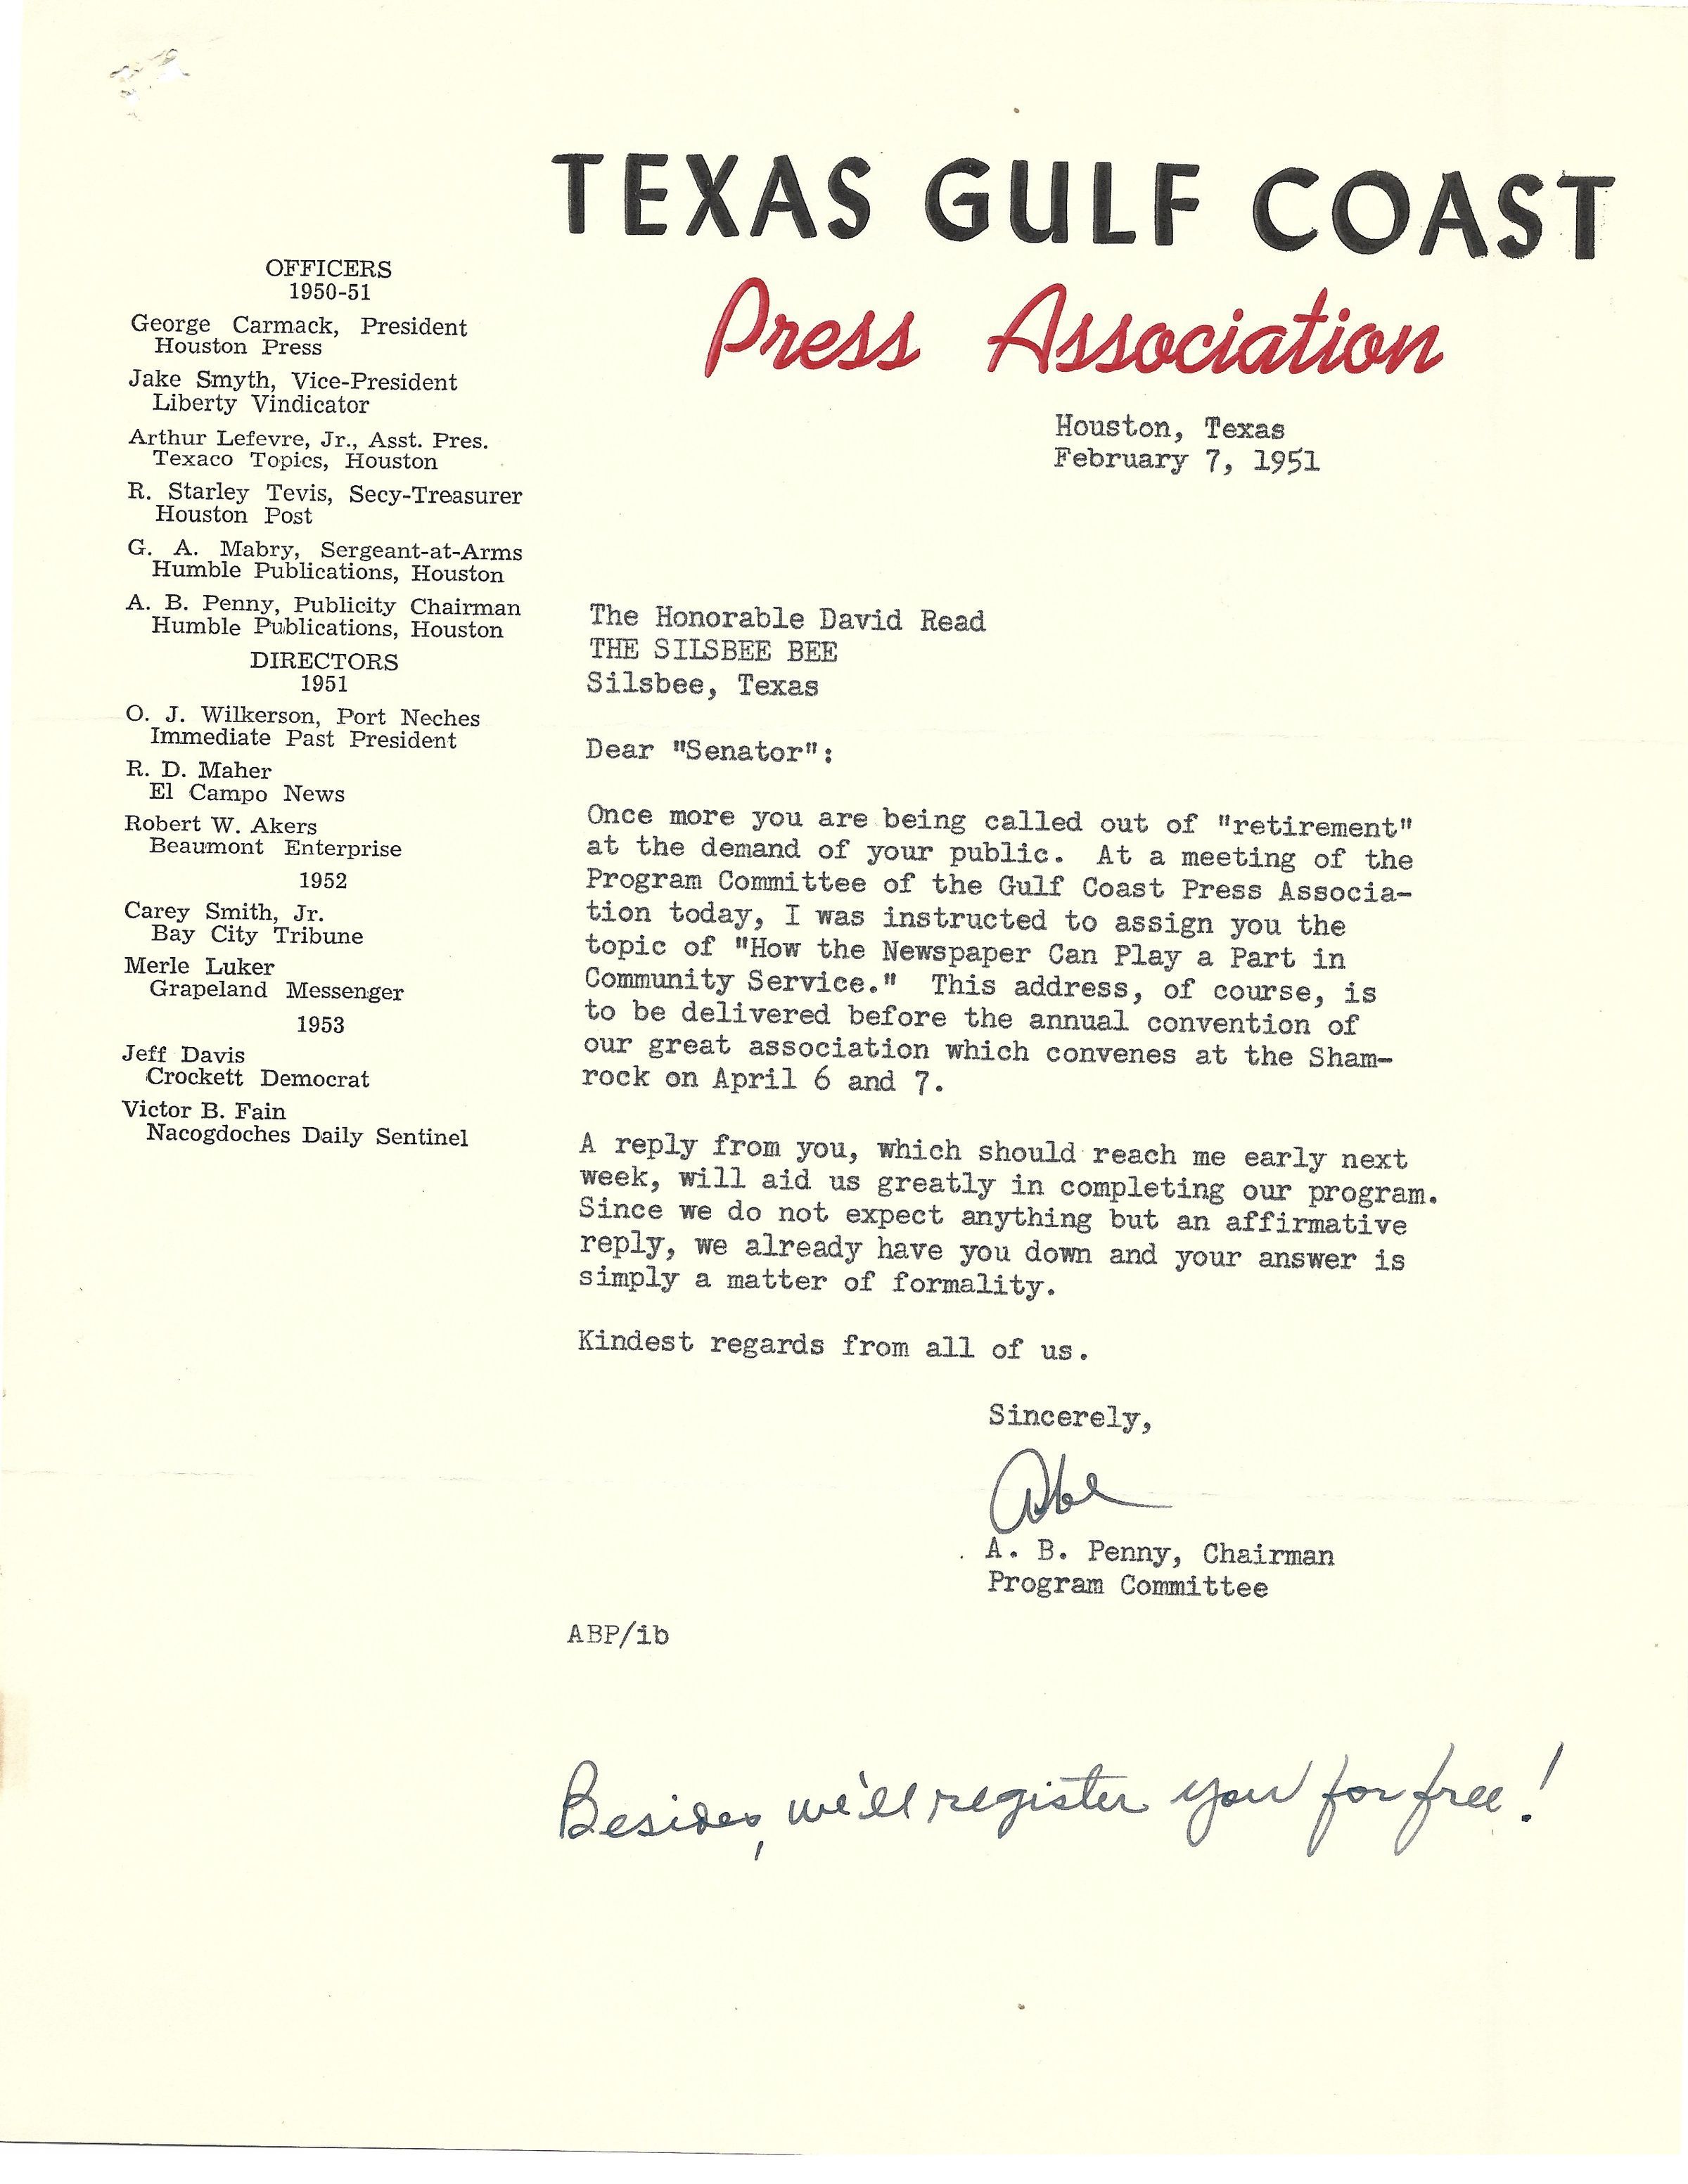 TEXAS GULF COAST
Press Association
OFFICERS
1950-51
George Carmack, President
Houston Press
Jake Smyth, Vice-President
Liberty Vindicator
Arthur Lefevre, Jr., Asst. Pres.
Texaco Topics, Houston
R. Starley Tevis, Secy-Treasurer
Houston Post
G. A. Mabry, Sergeant-at-Arms
Humble Publications, Houston
A. B. Penny, Publicity Chairman
Humble Publications, Houston
DIRECTORS
1951
O. J. Wilkerson, Port Neches
Immediate Past President
R. D. Maher
El Campo News
Robert W. Akers
Beaumont Enterprise
1952
Carey Smith, Jr.
Bay City Tribune
Merle Luker
Grapeland Messenger
1953
Jeff Davis
Crockett Democrat
Victor B. Fain
Nacogdoches Daily Sentinel
Houston, Texas
February 7, 1951
The Honorable David Read
THE SILSBEE BEE
Silsbee, Texas
Dear "Senator":
Once more you are being called out of "retirement"
at the demand of your public. At a meeting of the
Program Committee of the Gulf Coast Press Associa-
tion today, I was instructed to assign you the
topic of "How the Newspaper Can Play a Part in
Community Service." This address, of course, is
to be delivered before the annual convention of
our great association which convenes at the Sham-
rock on April 6 and 7.
A reply from you, which should reach me early next
week, will aid us greatly in completing our program.
Since we do not expect anything but an affirmative
reply, we already have you down and your answer is
simply a matter of formality.
Kindest regards from all of us.
Sincerely,
Abe
A. B. Penny, Chairman
Program Committee
ABP/ib
Besides, we'll register you for free!